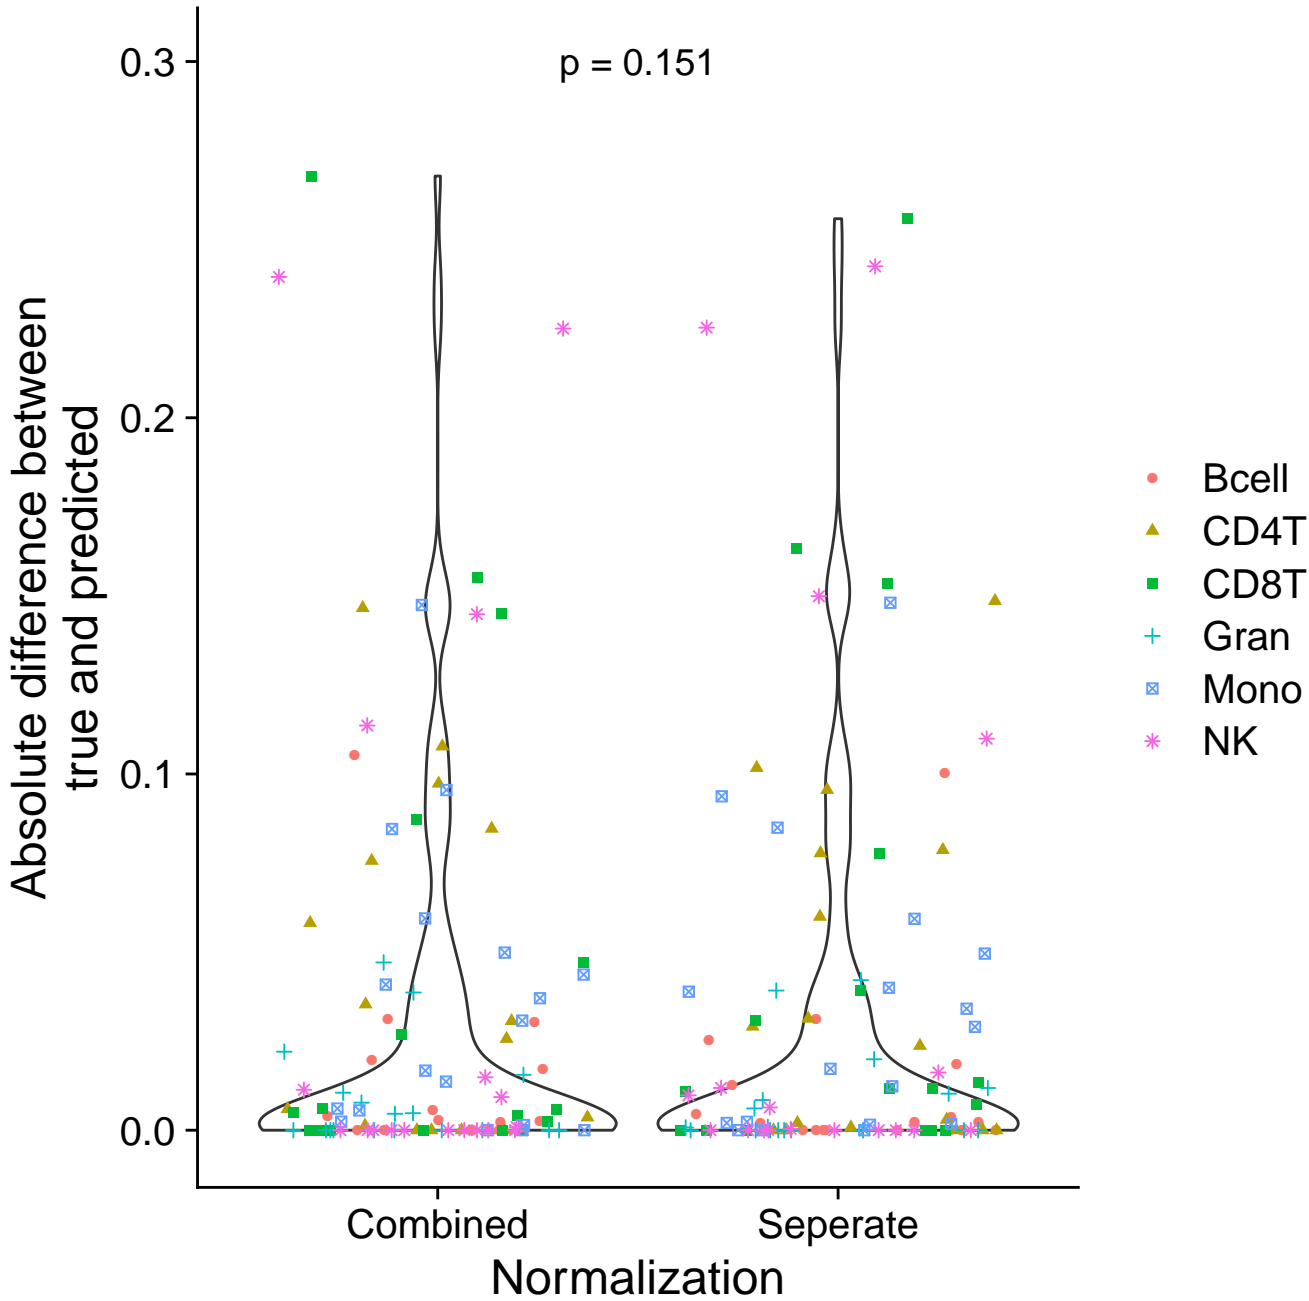 Absolute difference between
true and predicted
0.3
0.2
0.1
0.0
p = 0.151
Combined
Seperate
Normalization
Bcell
CD4T
CD8T
Gran
Mono
NK